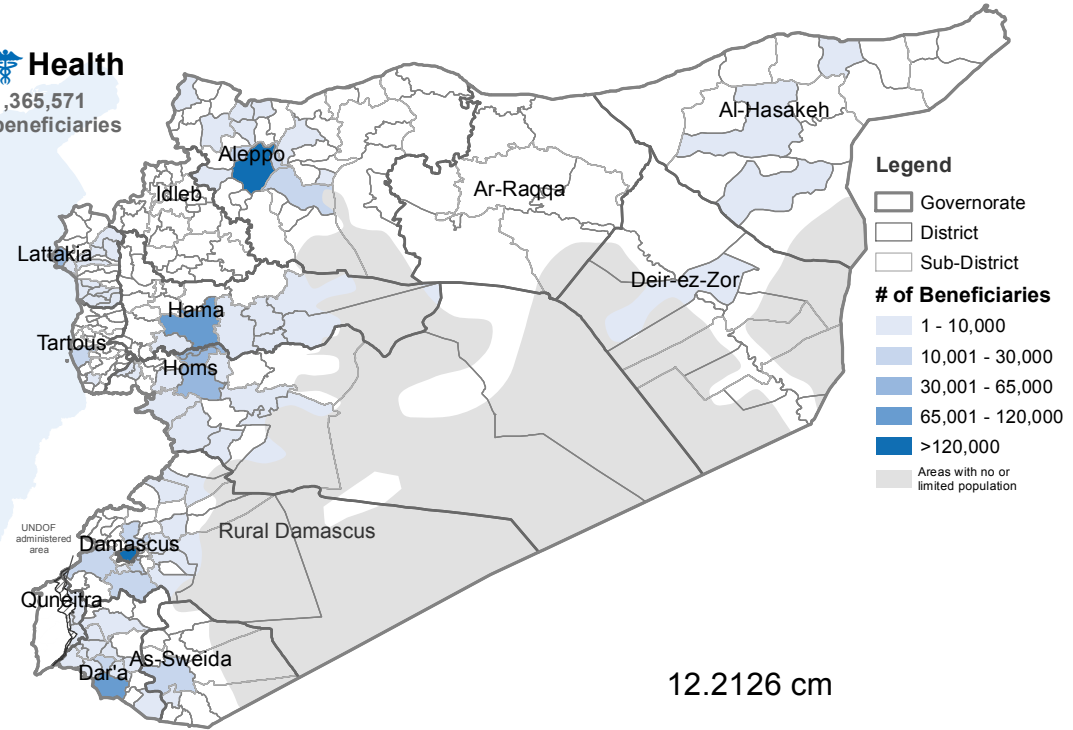 Health
,365,571
beneficiaries
Aleppo
Al-Hasakeh
Idleb
Ar-Raqqa
Lattakia
Deir-ez-Zor
Hama
Tartous
Homs
UNDOF
administered
area
Damascus
Rural Damascus
Quneitra
As-Sweida
Dar'a
Legend
Governorate
District
Sub-District
# of Beneficiaries
1 - 10,000
10,001 - 30,000
30,001 - 65,000
65,001 - 120,000
>120,000
Areas with no or
limited population
12.2126 cm